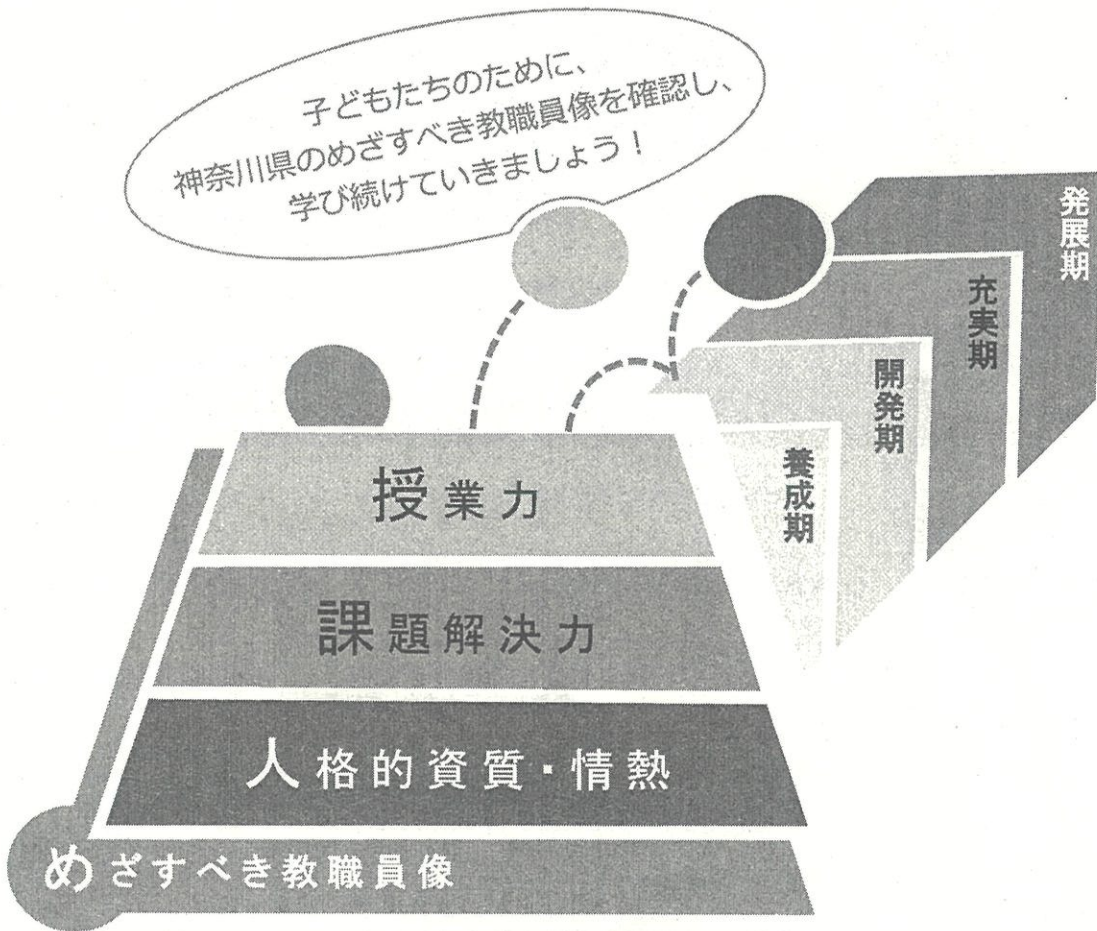 子どもたちのために、
神奈川県のめざすべき教職員像を確認し、
学び続けていきましょう！
発展期
充実期
開発期
養成期
授業力
課題解決力
人格的資質・情熱
めざすべき教職員像